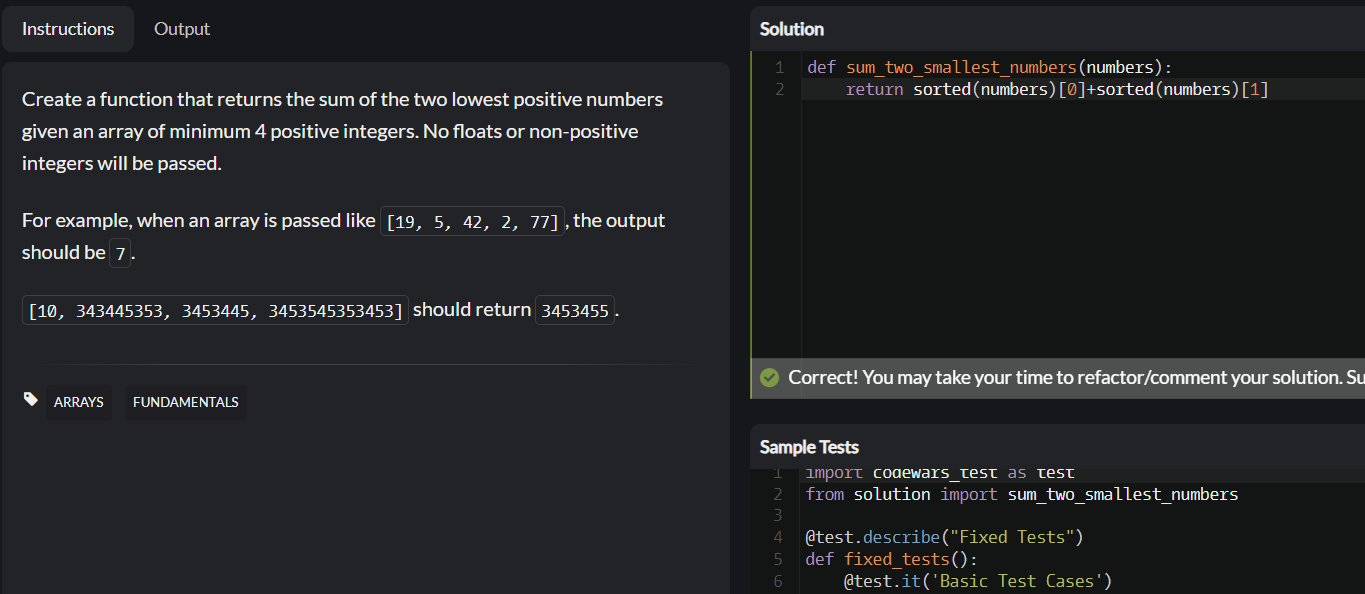 Instructions
Output
Create a function that returns the sum of the two lowest positive numbers
given an array of minimum 4 positive integers. No floats or non-positive
integers will be passed.
For example, when an array is passed like [19, 5, 42, 2, 77], the output
should be 7.
[10, 343445353, 3453445, 3453545353453] should return 3453455.
ARRAYS
FUNDAMENTALS
Solution
1 def sum_two_smallest_numbers(numbers):
2 return sorted(numbers)[0]+sorted(numbers)[1]
Correct! You may take your time to refactor/comment your solution. Su
Sample Tests
1 import codewars_test as test
2 from solution import sum_two_smallest_numbers
3
4 @test.describe("Fixed Tests")
5 def fixed_tests():
6 @test.it('Basic Test Cases')